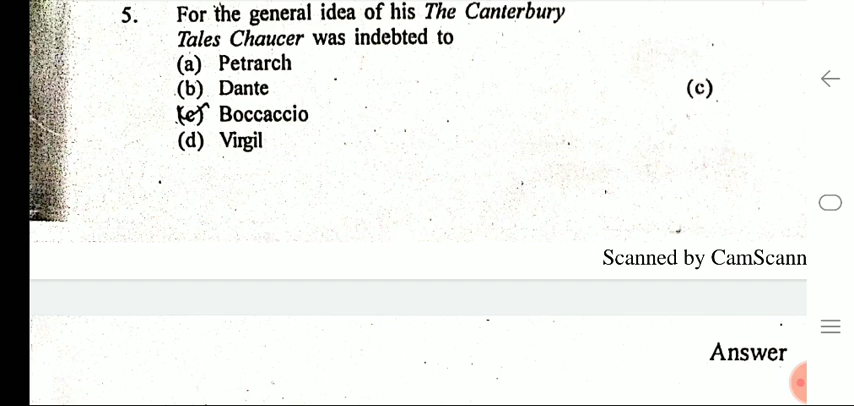 5. For the general idea of his The Canterbury
Tales Chaucer was indebted to
(a) Petrarch
(b) Dante
(c)
(c) Boccaccio
(d) Virgil
Scanned by CamScann
Answer